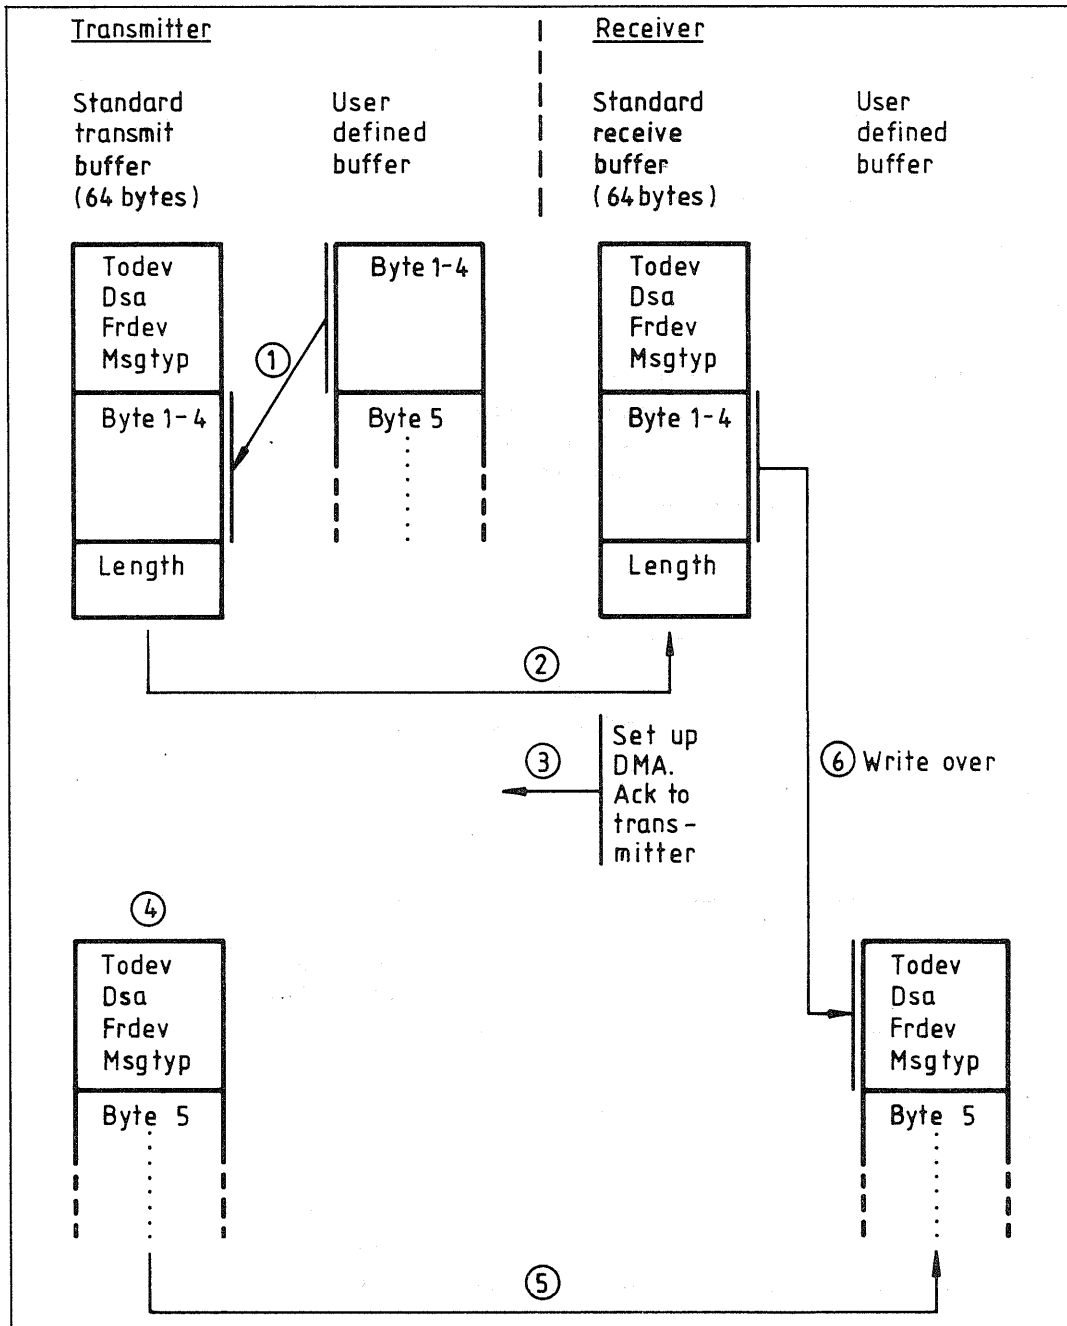 Transmitter
Receiver
Standard
transmit
buffer
(64 bytes)
User
defined
buffer
Standard
receive
buffer
(64 bytes)
User
defined
buffer
Todev
Dsa
Frdev
Msgtyp
Byte 1-4
Length
1
Byte 1-4
Byte 5
Todev
Dsa
Frdev
Msgtyp
Byte 1-4
Length
2
3
Set up
DMA.
Ack to
trans-
mitter
6 Write over
4
Todev
Dsa
Frdev
Msgtyp
Byte 5
Todev
Dsa
Frdev
Msgtyp
Byte 5
5